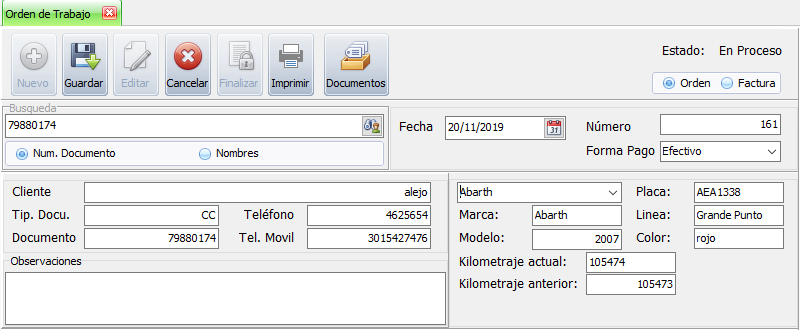 Orden de Trabajo
Nuevo Guardar Editar Cancelar Finalizar Imprimir Documentos
Estado: En Proceso
Orden Factura
Busqueda
79880174
Num. Documento Nombres
Fecha 20/11/2019 31
Número 161
Forma Pago Efectivo
Cliente alejo
Tip. Docu. CC Teléfono 4625654
Documento 79880174 Tel. Movil 3015427476
Observaciones
Abarth Placa: AEA1338
Marca: Abarth Linea: Grande Punto
Modelo: 2007 Color: rojo
Kilometraje actual: 105474
Kilometraje anterior: 105473